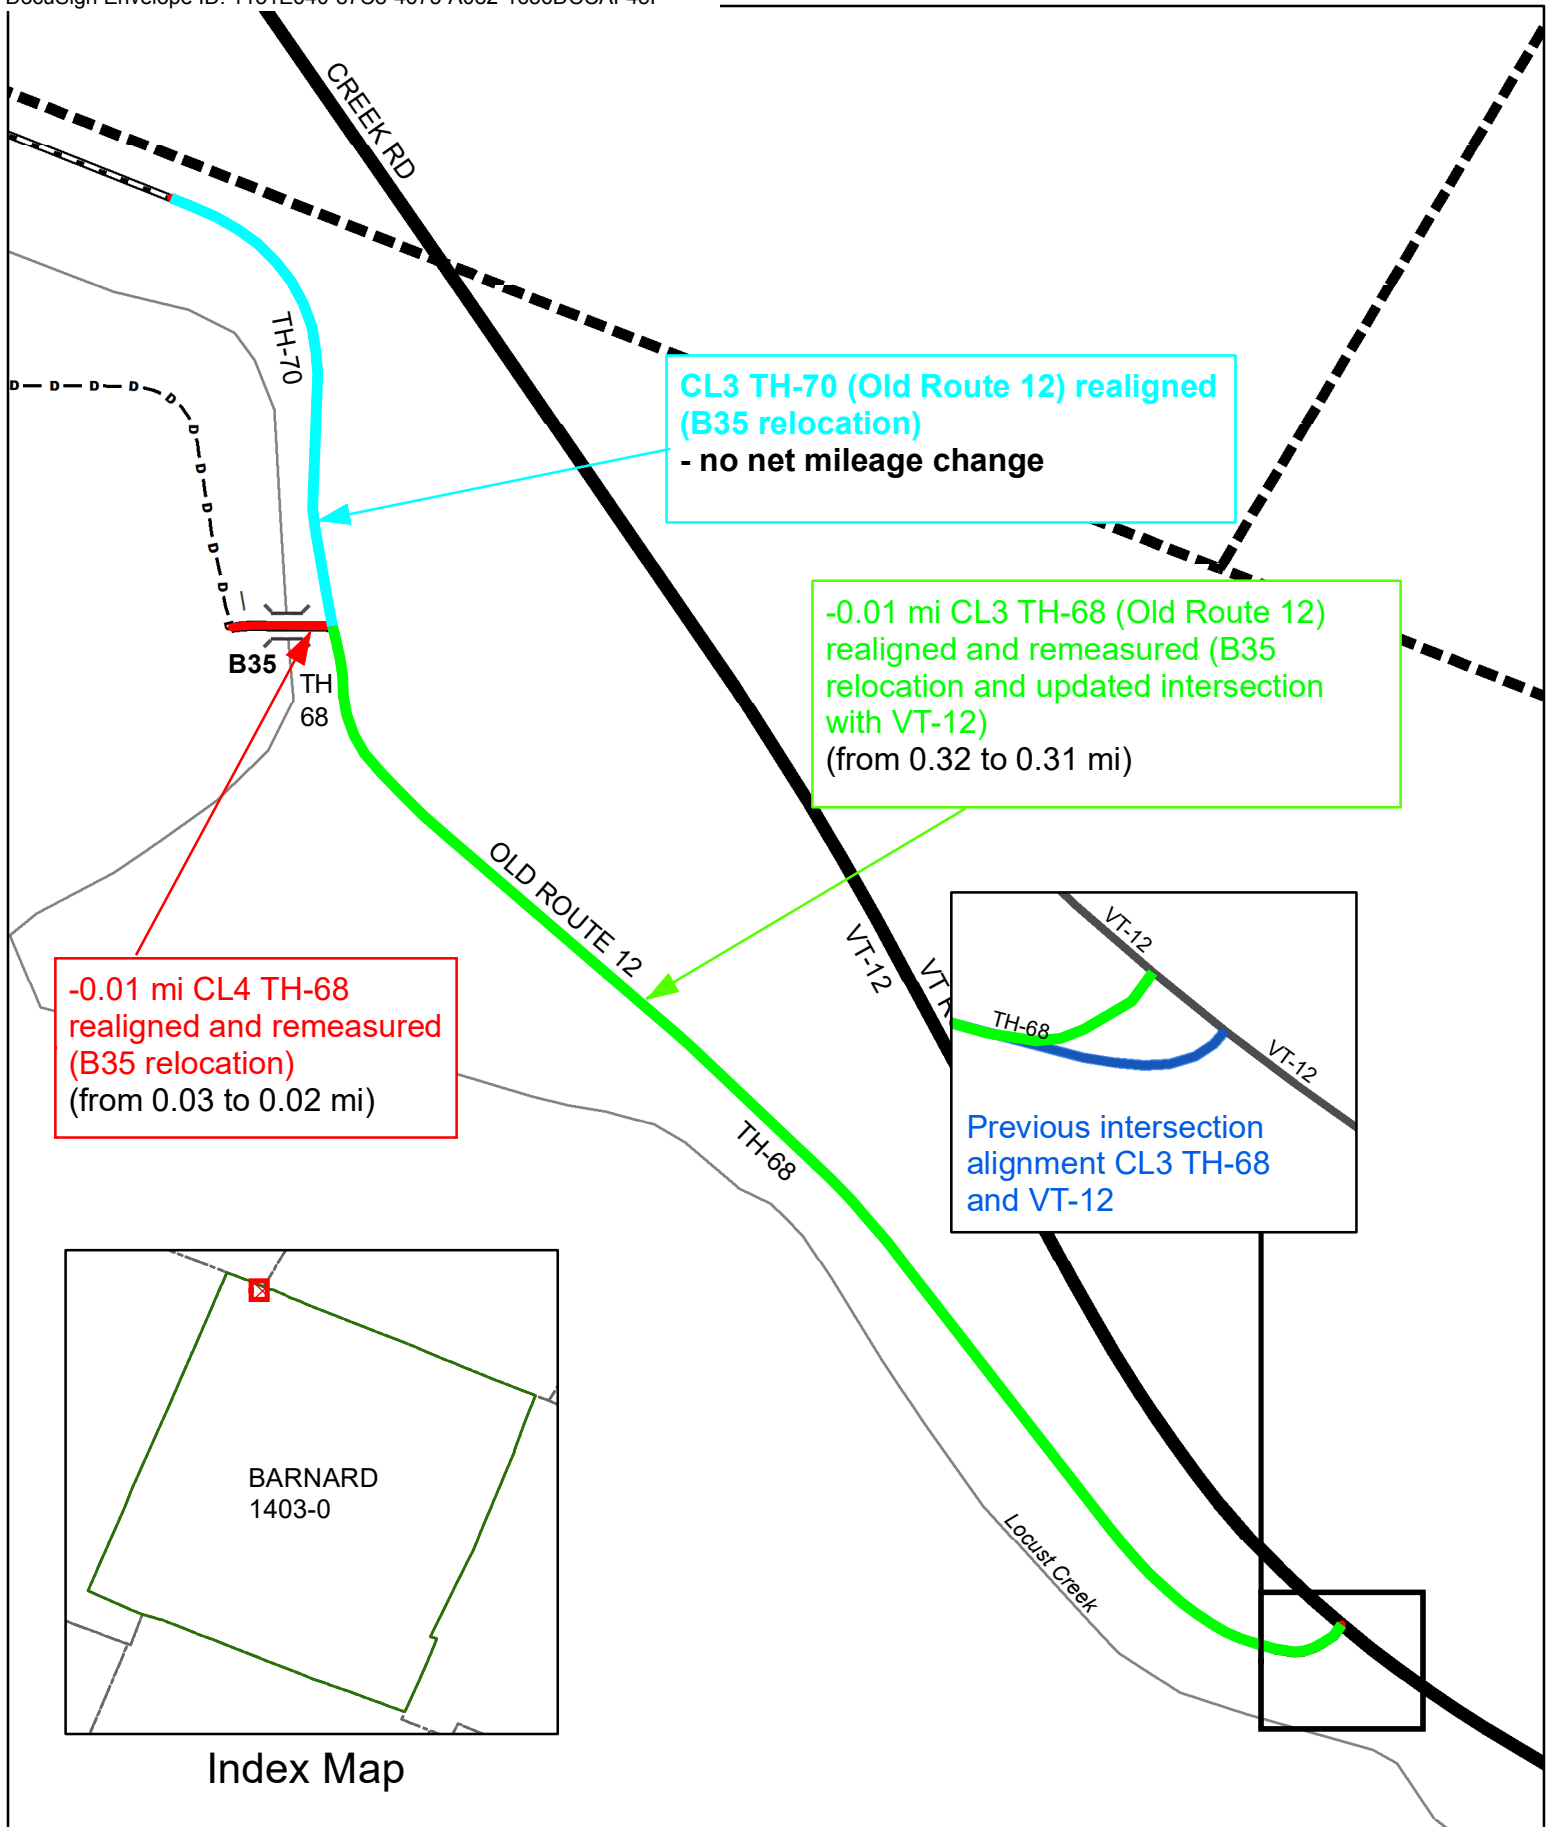 CREEK RD
TH-70
CL3 TH-70 (Old Route 12) realigned
(B35 relocation)
- no net mileage change
D D D D D D D D D D
-0.01 mi CL3 TH-68 (Old Route 12)
realigned and remeasured (B35
relocation and updated intersection
with VT-12)
(from 0.32 to 0.31 mi)
B35
TH
68
OLD ROUTE 12
VT-12
VT
VT-12
TH-68
VT-12
Previous intersection
alignment CL3 TH-68
and VT-12
-0.01 mi CL4 TH-68
realigned and remeasured
(B35 relocation)
(from 0.03 to 0.02 mi)
TH-68
BARNARD
1403-0
Locust Creek
Index Map